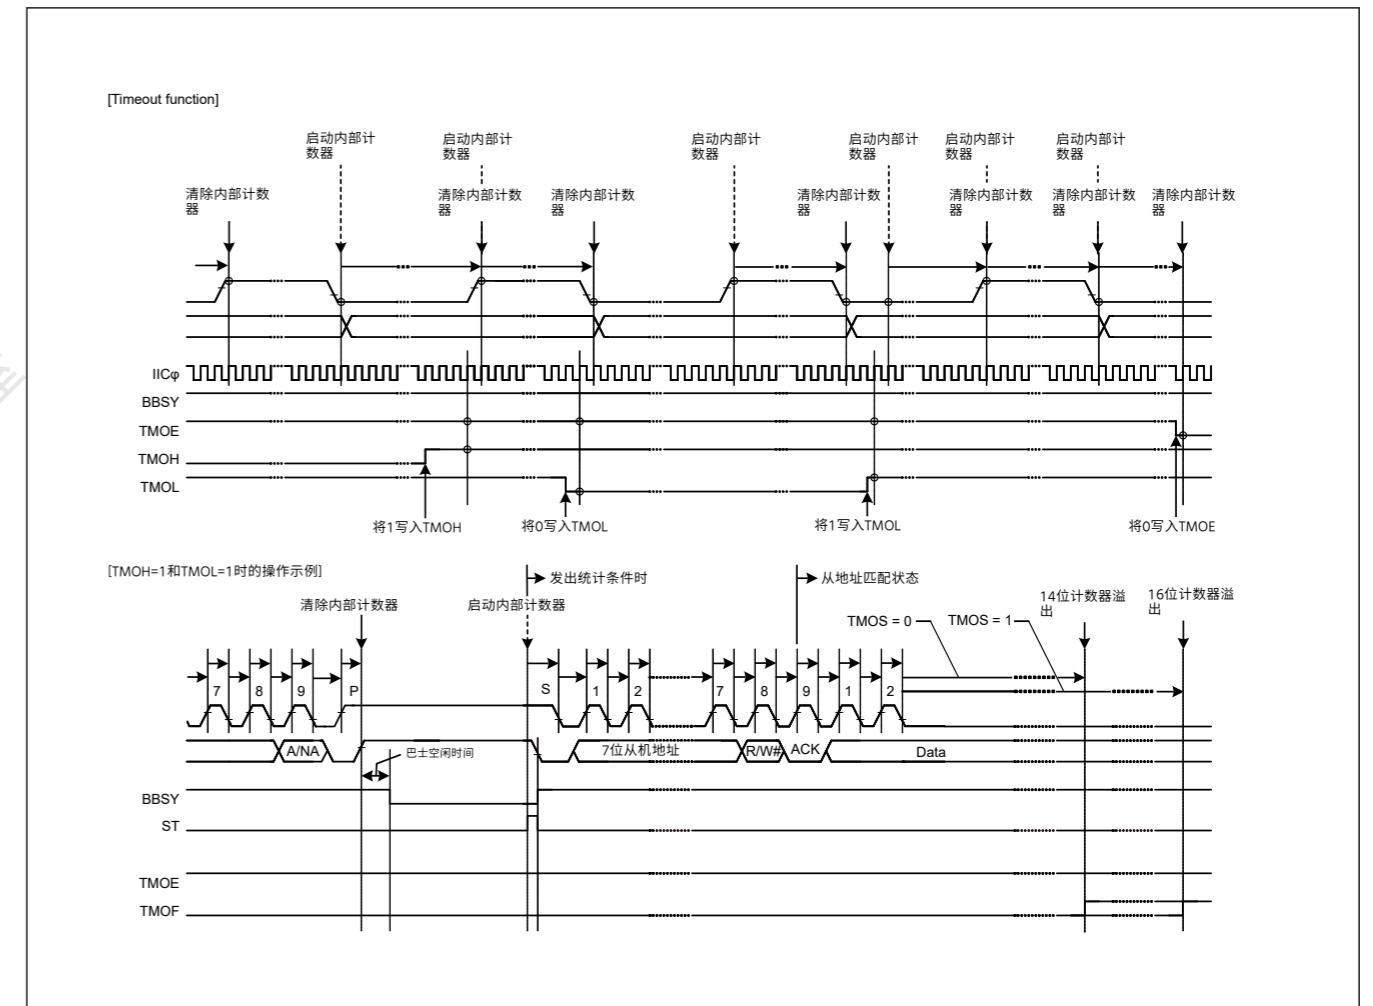 [Timeout function]
启动内部计
数器
启动内部计
数器
启动内部计
数器
启动内部计
数器
启动内部计
数器
启动内部计
数器
清除内部计数
器
清除内部计数
器
清除内部计数
器
清除内部计数
器
清除内部计数
器
清除内部计数
器
清除内部计数
器
IICφ
BBSY
TMOE
TMOH
TMOL
将1写入TMOH
将0写入TMOL
将1写入TMOL
将0写入TMOE
[TMOH=1和TMOL=1时的操作示例]
发出统计条件时
从地址匹配状态
清除内部计数器
启动内部计数器
14位计数器溢
出
16位计数器溢
出
TMOS = 0
TMOS = 1
7 8 9 P S 1 2 7 8 9 1 2
A/NA
巴士空闲时间
7位从机地址
R/W#
ACK
Data
BBSY
ST
TMOE
TMOF